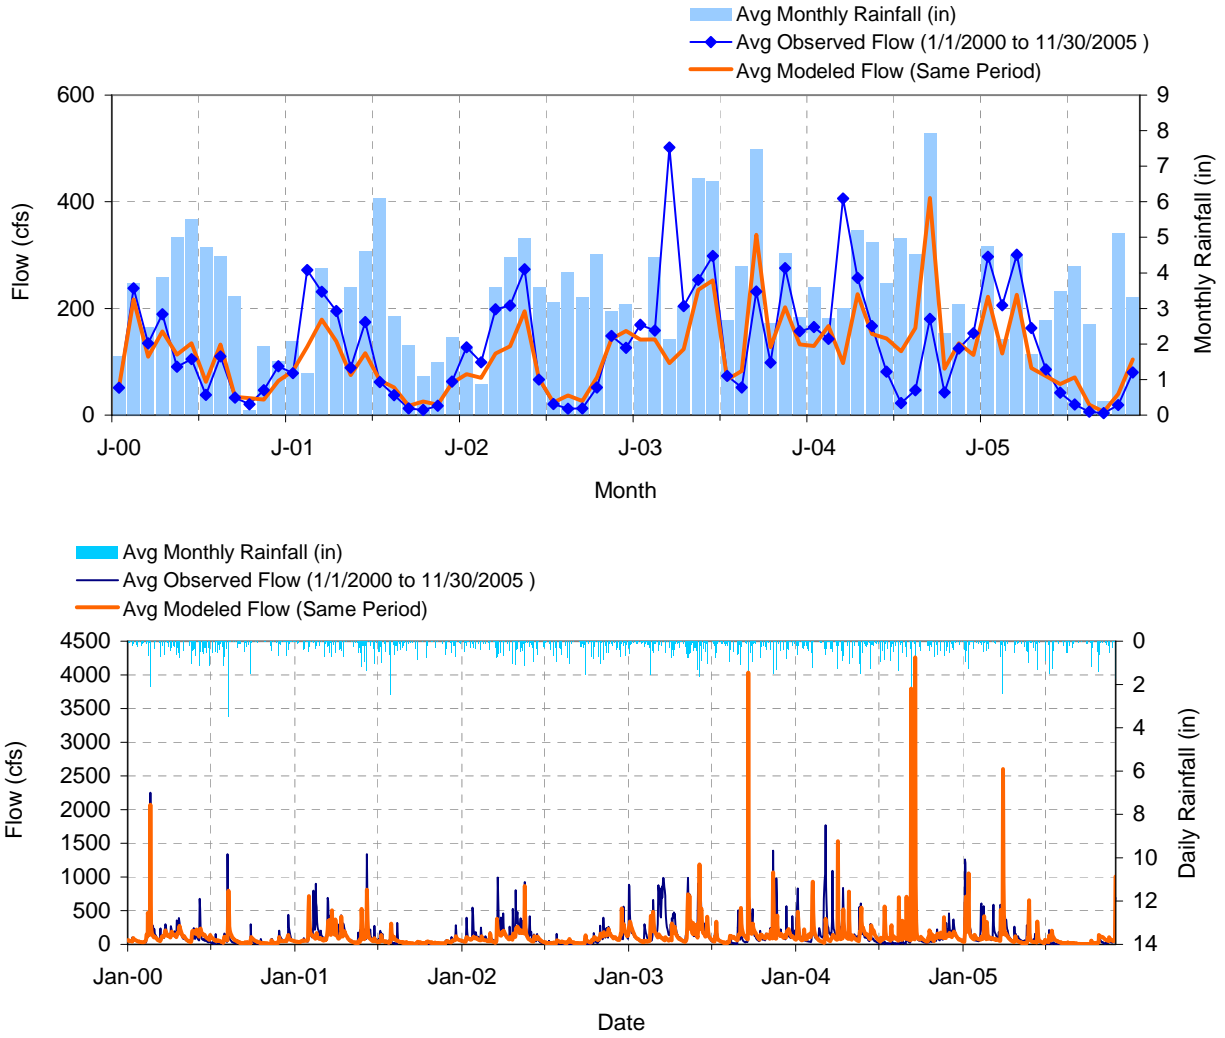 Avg Monthly Rainfall (in)
Avg Observed Flow (1/1/2000 to 11/30/2005 )
Avg Modeled Flow (Same Period)
600
400
200
0
9
8
7
6
5
4
3
2
1
0
Flow (cfs)
Monthly Rainfall (in)
J-00 J-01 J-02 J-03 J-04 J-05
Month
Avg Monthly Rainfall (in)
Avg Observed Flow (1/1/2000 to 11/30/2005 )
Avg Modeled Flow (Same Period)
4500
4000
3500
3000
2500
2000
1500
1000
500
0
0
2
4
6
8
10
12
14
Flow (cfs)
Daily Rainfall (in)
Jan-00 Jan-01 Jan-02 Jan-03 Jan-04 Jan-05
Date